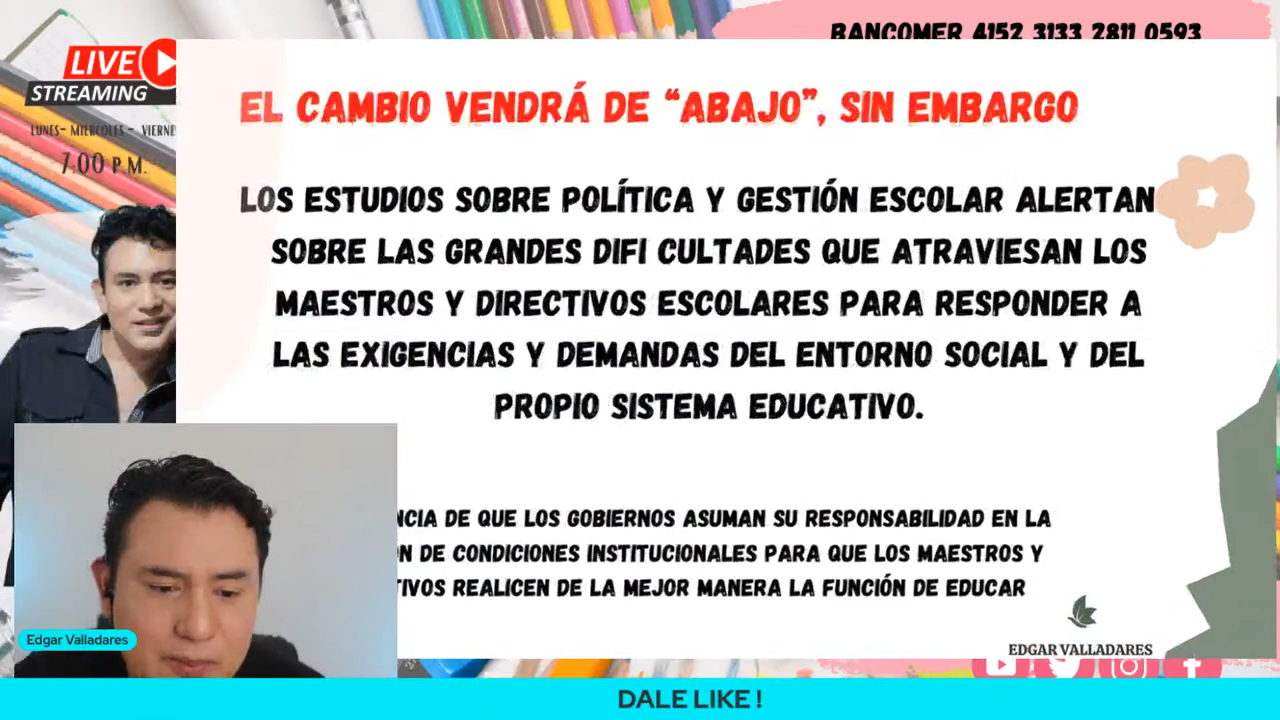 BANCOMER 4152 3133 2811 0593
LIVE
STREAMING
LUNES- MIÉRCOLES - VIERNE
7:00 P.M.
EL CAMBIO VENDRÁ DE “ABAJO”, SIN EMBARGO
LOS ESTUDIOS SOBRE POLÍTICA Y GESTIÓN ESCOLAR ALERTAN
SOBRE LAS GRANDES DIFI CULTADES QUE ATRAVIESAN LOS
MAESTROS Y DIRECTIVOS ESCOLARES PARA RESPONDER A
LAS EXIGENCIAS Y DEMANDAS DEL ENTORNO SOCIAL Y DEL
PROPIO SISTEMA EDUCATIVO.
NCIA DE QUE LOS GOBIERNOS ASUMAN SU RESPONSABILIDAD EN LA
N DE CONDICIONES INSTITUCIONALES PARA QUE LOS MAESTROS Y
TIVOS REALICEN DE LA MEJOR MANERA LA FUNCIÓN DE EDUCAR
Edgar Valladares
EDGAR VALLADARES
DALE LIKE !